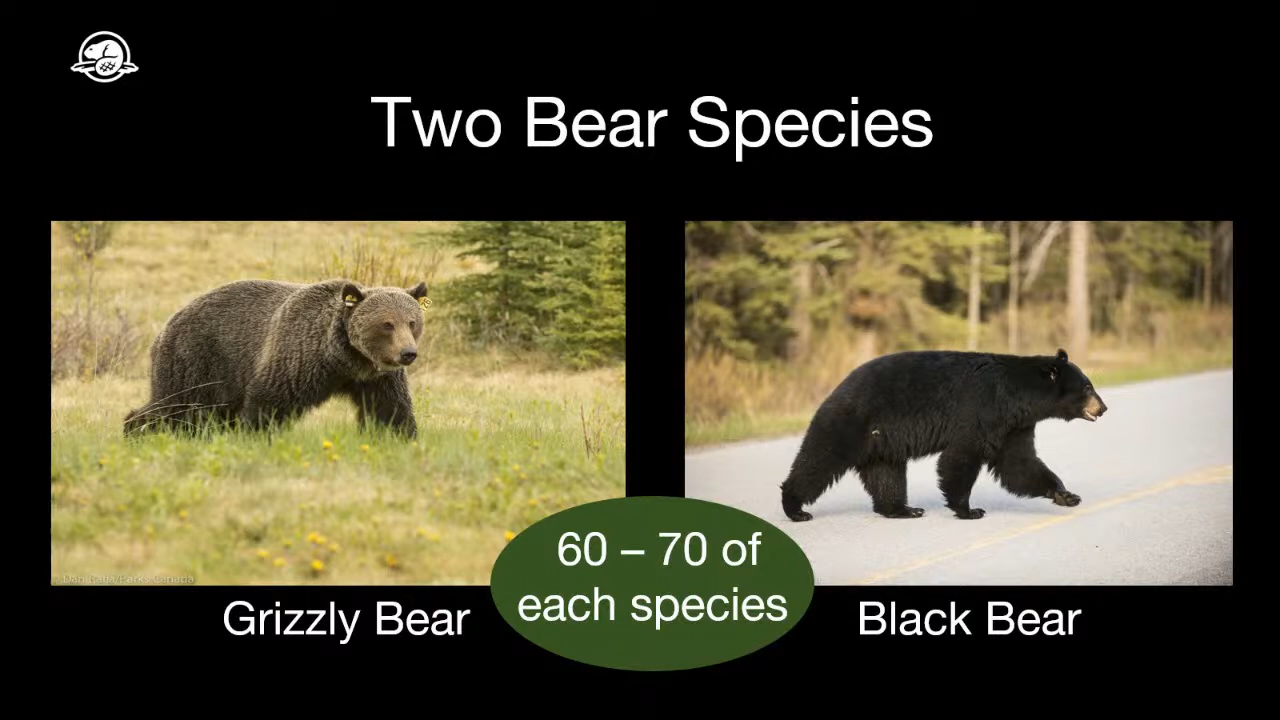 Two Bear Species
60 – 70 of
each species
Grizzly Bear
Black Bear